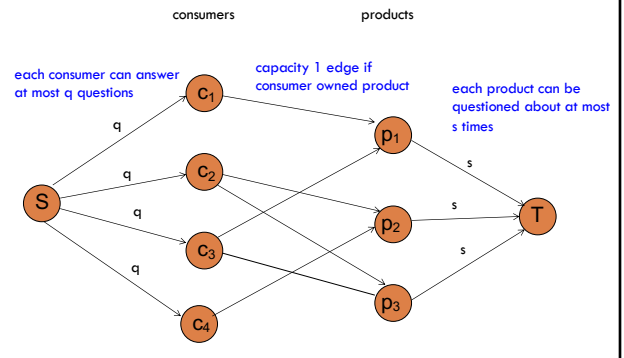 consumers
products
each consumer can answer
at most q questions
capacity 1 edge if
consumer owned product
each product can be
questioned about at most
s times
c1
q
p1
s
q
c2
S
q
s
p2
T
c3
q
s
p3
c4